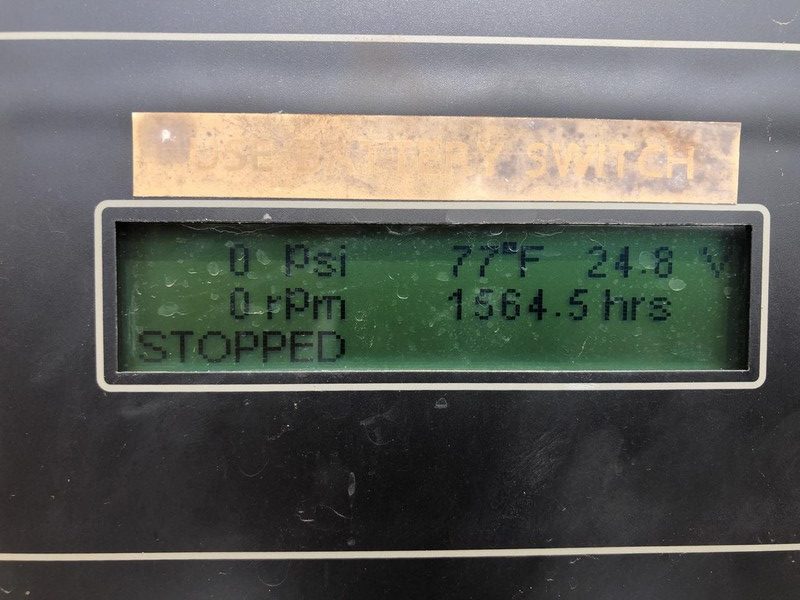 USE BATTERY SWITCH
0 psi 77°F 24.8 V
0 rpm 1564.5 hrs
STOPPED